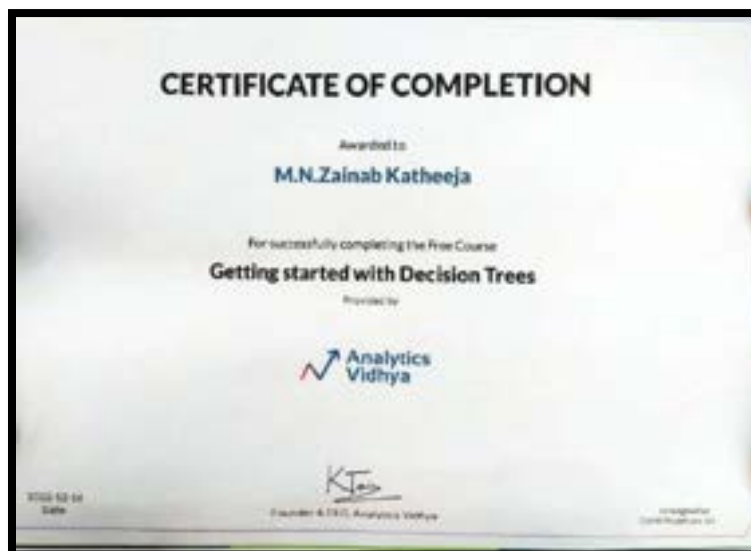 CERTIFICATE OF COMPLETION
Awarded to
M.N.Zainab Katheeja
For successfully completing the Free Course
Getting started with Decision Trees
Provided by
Analytics
Vidhya
Founder & CEO, Analytics Vidhya
Date